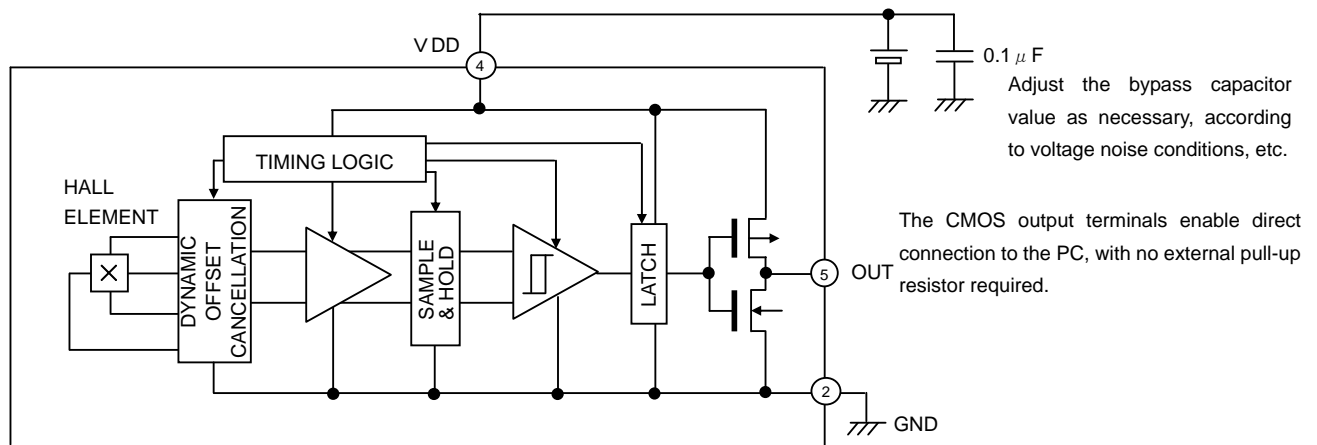 VDD
4
0.1μF
Adjust the bypass capacitor
value as necessary, according
to voltage noise conditions, etc.
TIMING LOGIC
HALL
ELEMENT
DYNAMIC
OFFSET
CANCELLATION
SAMPLE
& HOLD
LATCH
The CMOS output terminals enable direct
connection to the PC, with no external pull-up
resistor required.
5
OUT
2
GND